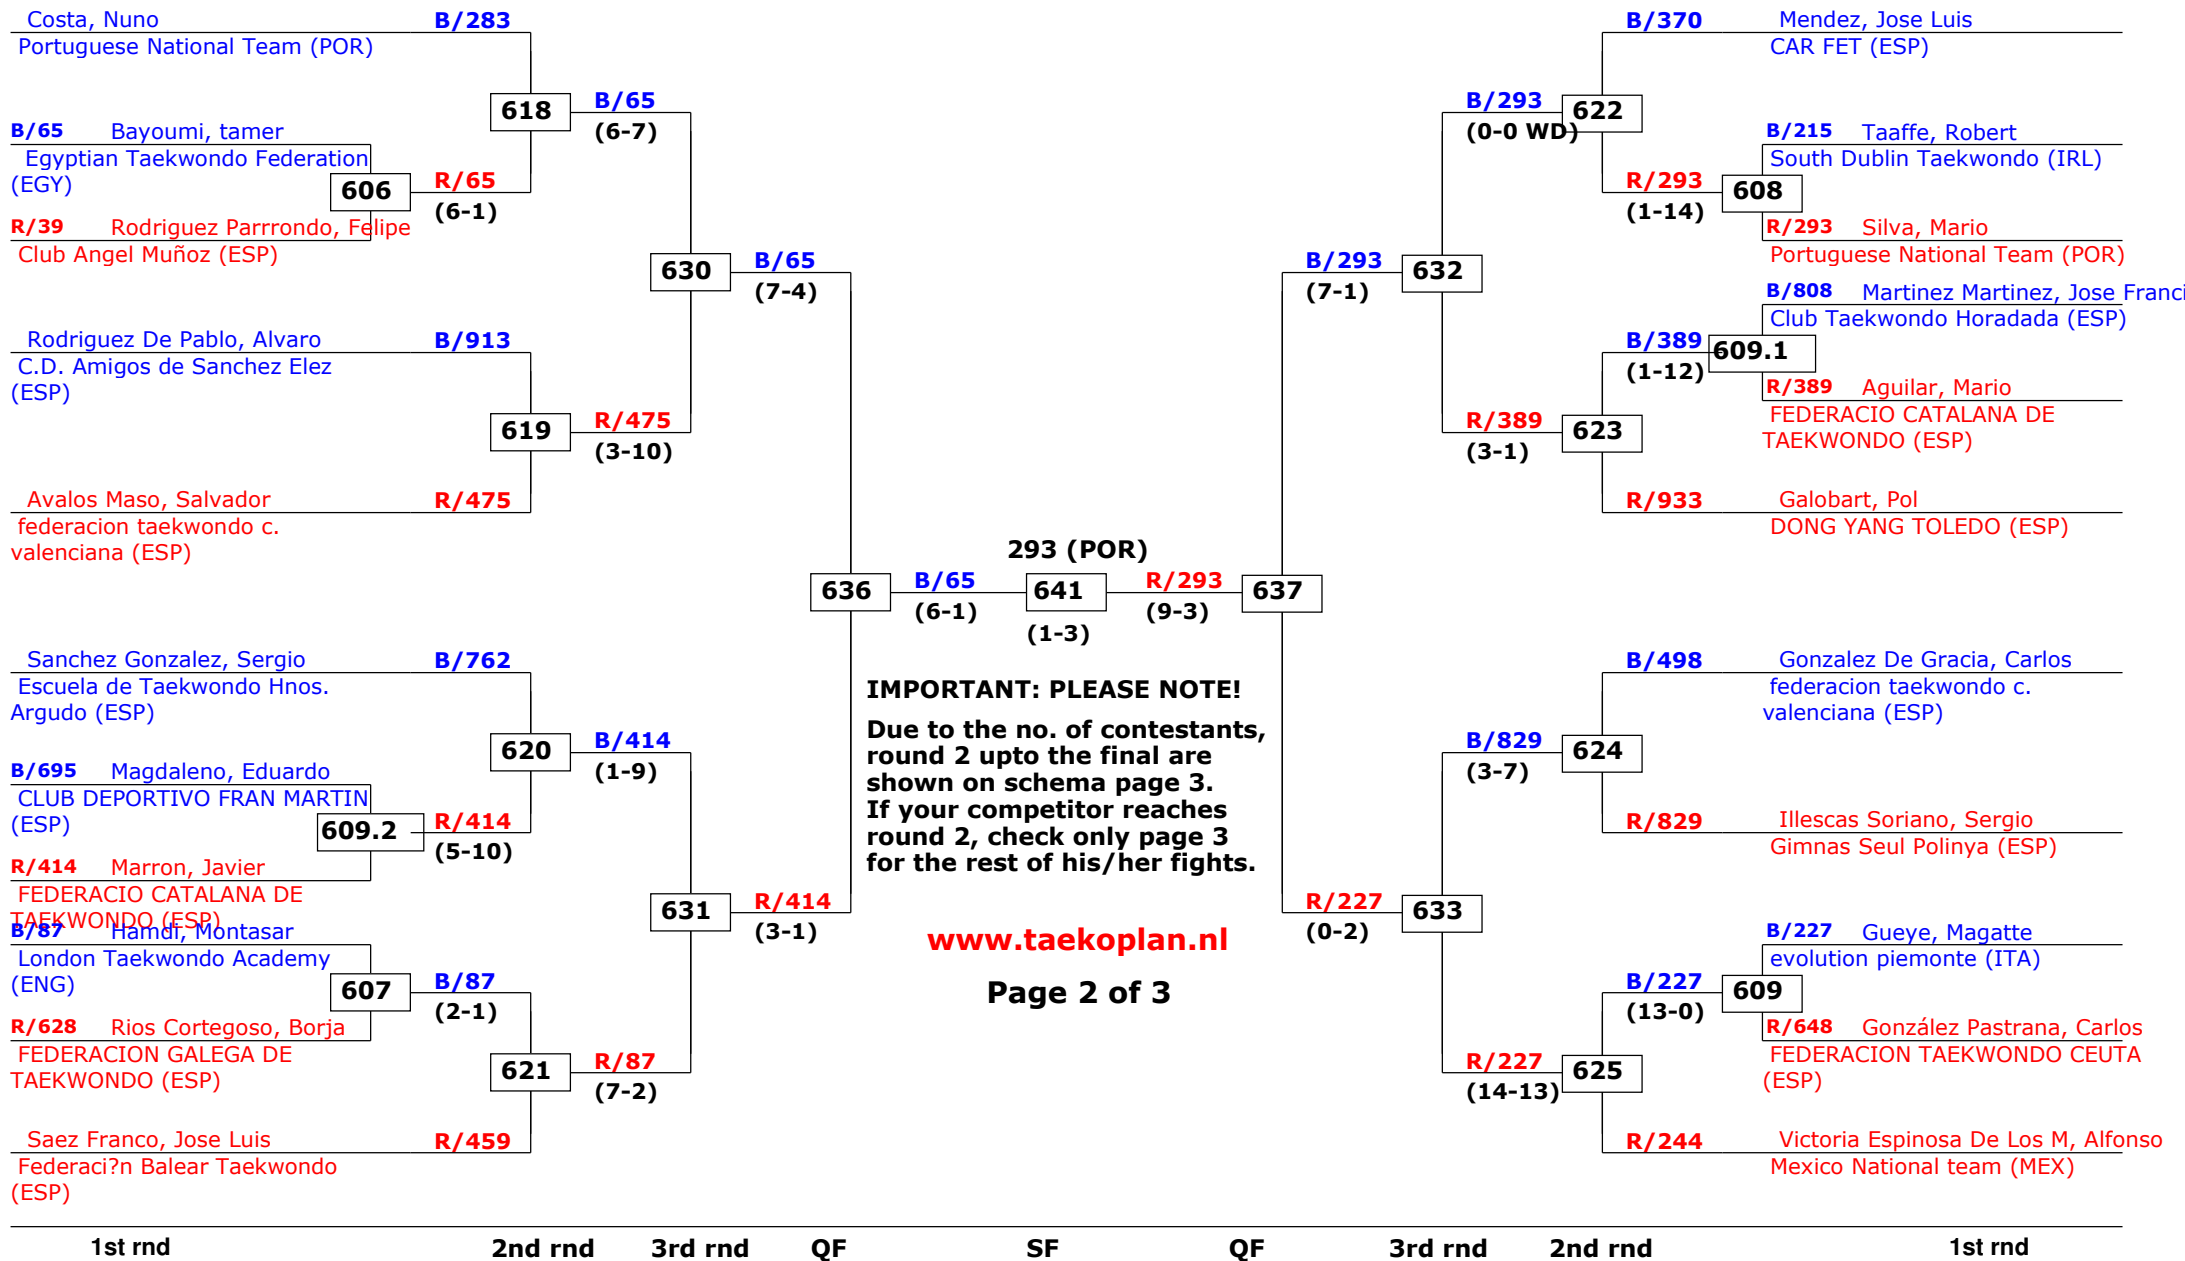 Costa, Nuno
B/283
Portuguese National Team (POR)
618
B/65
(6-7)
B/65 Bayoumi, tamer
Egyptian Taekwondo Federation
(EGY)
606
R/65
(6-1)
R/39 Rodriguez Parrrondo, Felipe
Club Angel Muñoz (ESP)
630
B/65
(7-4)
Rodriguez De Pablo, Alvaro
B/913
C.D. Amigos de Sanchez Elez
(ESP)
619
R/475
(3-10)
Avalos Maso, Salvador
R/475
federacion taekwondo c.
valenciana (ESP)
636
B/65
(6-1)
Sanchez Gonzalez, Sergio
B/762
Escuela de Taekwondo Hnos.
Argudo (ESP)
620
B/414
(1-9)
B/695 Magdaleno, Eduardo
CLUB DEPORTIVO FRAN MARTIN
(ESP)
609.2
R/414
(5-10)
R/414 Marron, Javier
FEDERACIO CATALANA DE
TAEKWONDO (ESP)
631
R/414
(3-1)
B/87 Hamdi, Montasar
London Taekwondo Academy
(ENG)
607
B/87
(2-1)
R/628 Rios Cortegoso, Borja
FEDERACION GALEGA DE
TAEKWONDO (ESP)
621
R/87
(7-2)
Saez Franco, Jose Luis
R/459
Federaci?n Balear Taekwondo
(ESP)
293 (POR)
641
(1-3)
IMPORTANT: PLEASE NOTE!
Due to the no. of contestants,
round 2 upto the final are
shown on schema page 3.
If your competitor reaches
round 2, check only page 3
for the rest of his/her fights.
www.taekoplan.nl
Page 2 of 3
B/370
Mendez, Jose Luis
CAR FET (ESP)
B/293
(0-0 WD)
622
B/215 Taaffe, Robert
South Dublin Taekwondo (IRL)
R/293
(1-14)
608
R/293 Silva, Mario
Portuguese National Team (POR)
B/293
(7-1)
632
B/808 Martinez Martinez, Jose Franci
Club Taekwondo Horadada (ESP)
B/389
(1-12)
609.1
R/389 Aguilar, Mario
FEDERACIO CATALANA DE
TAEKWONDO (ESP)
R/389
(3-1)
623
R/933
Galobart, Pol
DONG YANG TOLEDO (ESP)
R/293
(9-3)
637
B/498
Gonzalez De Gracia, Carlos
federacion taekwondo c.
valenciana (ESP)
B/829
(3-7)
624
R/829
Illescas Soriano, Sergio
Gimnas Seul Polinya (ESP)
R/227
(0-2)
633
B/227 Gueye, Magatte
evolution piemonte (ITA)
B/227
(13-0)
609
R/648 González Pastrana, Carlos
FEDERACION TAEKWONDO CEUTA
(ESP)
R/227
(14-13)
625
R/244
Victoria Espinosa De Los M, Alfonso
Mexico National team (MEX)
1st rnd 2nd rnd 3rd rnd QF SF QF 3rd rnd 2nd rnd 1st rnd